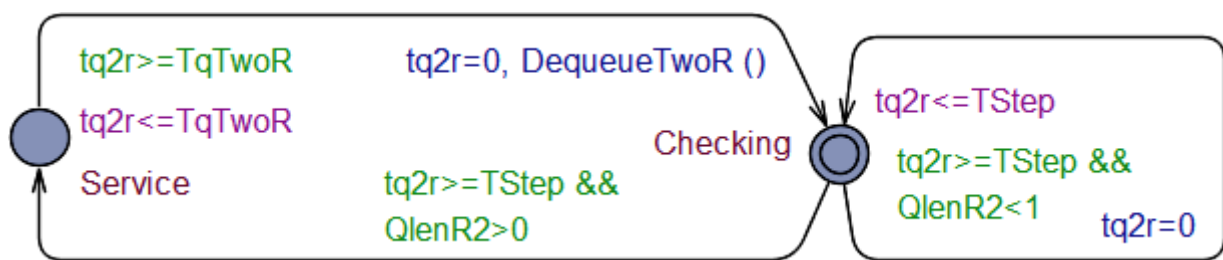 tq2r>=TqTwoR
tq2r<=TqTwoR
Service
tq2r=0, DequeueTwoR ()
Checking
tq2r>=TStep &&
QlenR2>0
tq2r<=TStep
tq2r>=TStep &&
QlenR2<1
tq2r=0